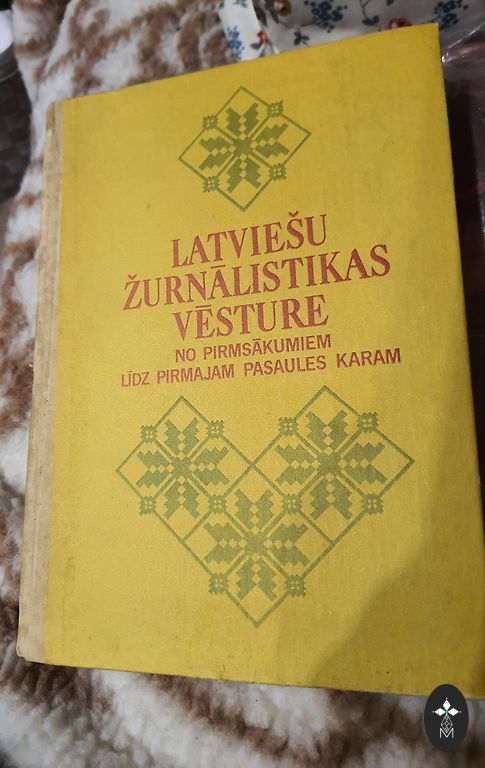 LATVIEŠU
ŽURNĀLISTIKAS
VĒSTURE
NO PIRMSĀKUMIEM
LĪDZ PIRMAJAM PASAULES KARAM
M